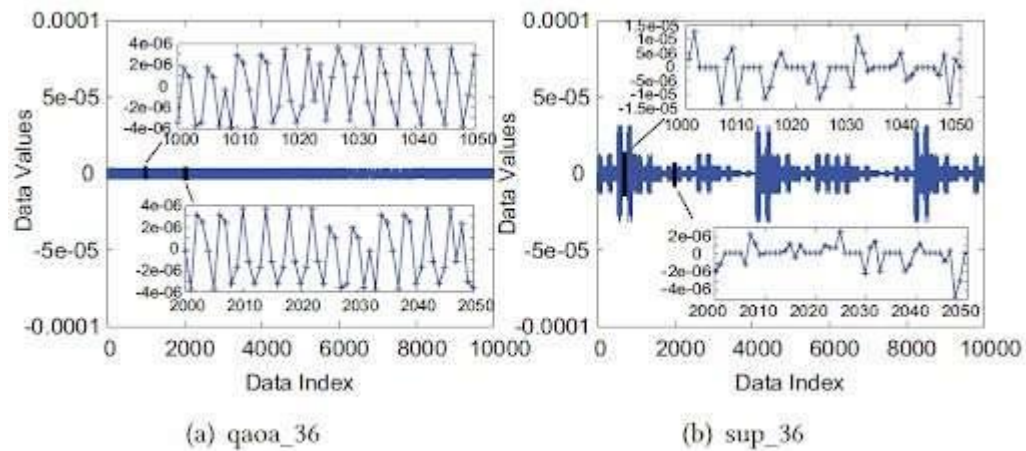 0.0001
5e-05
0
-5e-05
-0.0001
Data Values
4e-06
2e-06
0
-2e-06
-4e-06
1000 1010 1020 1030 1040 1050
4e-06
2e-06
0
-2e-06
-4e-06
2000 2010 2020 2030 2040 2050
0 2000 4000 6000 8000 10000
Data Index
(a) qaoa_36
0.0001
5e-05
0
-5e-05
-0.0001
Data Values
1.5e-05
1e-05
5e-06
0
-5e-06
-1e-05
-1.5e-05
1000 1010 1020 1030 1040 1050
2e-06
0
-2e-06
-4e-06
2000 2010 2020 2030 2040 2050
0 2000 4000 6000 8000 10000
Data Index
(b) sup_36